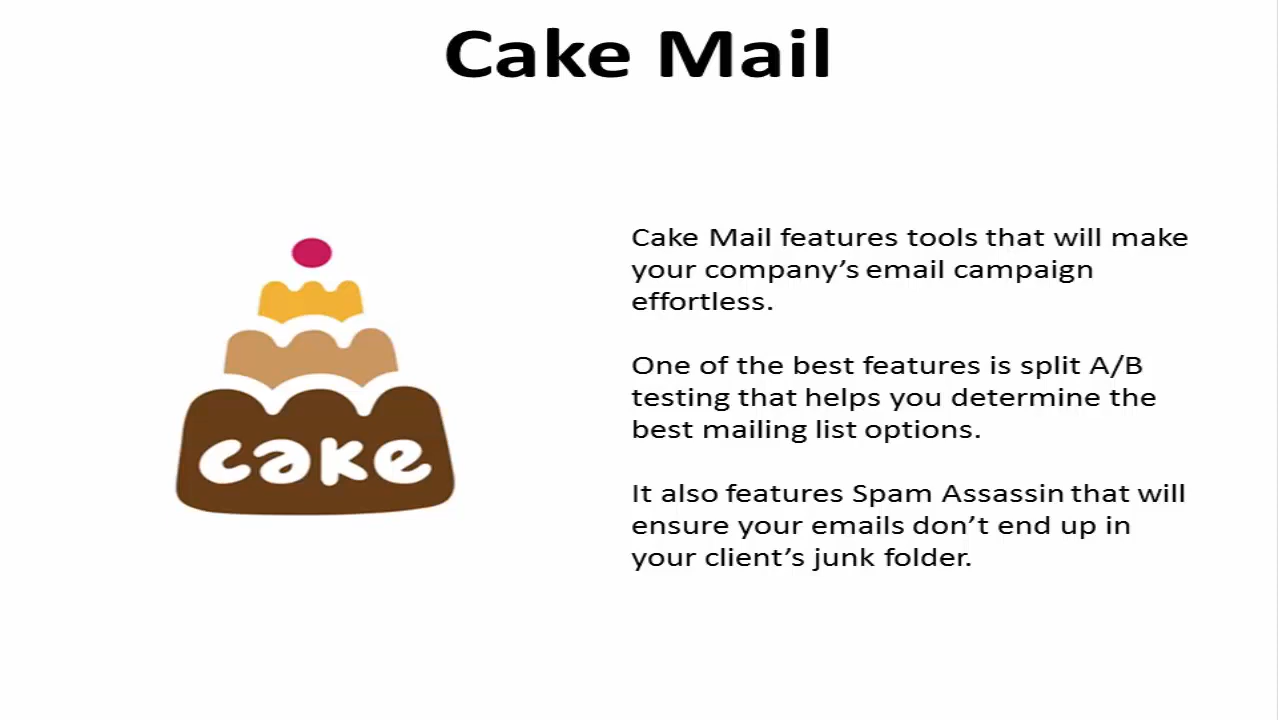 Cake Mail
cake
Cake Mail features tools that will make
your company’s email campaign
effortless.
One of the best features is split A/B
testing that helps you determine the
best mailing list options.
It also features Spam Assassin that will
ensure your emails don’t end up in
your client’s junk folder.